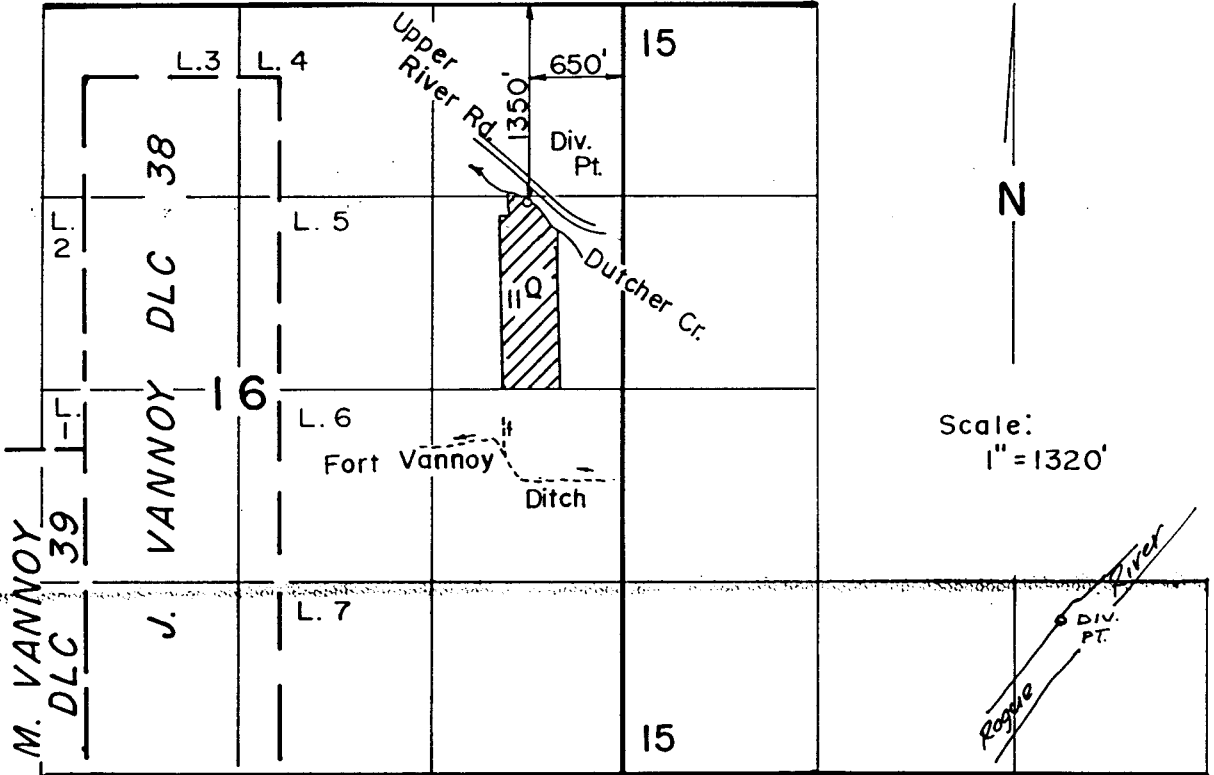 15
L.3
L. 4
Upper
River Rd.
1350'
650'
Div.
Pt.
N
L.
2
L. 5
J. VANNOY DLC 38
Dutcher Cr.
16
L.
1
L. 6
Fort Vannoy
Ditch
Scale:
1" = 1320'
M. VANNOY
DLC 39
L. 7
Rogue River
DIV.
PT.
15